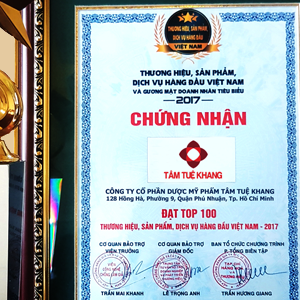 THƯƠNG HIỆU, SẢN PHẨM,
DỊCH VỤ HÀNG ĐẦU
VIỆT NAM
THƯƠNG HIỆU, SẢN PHẨM,
DỊCH VỤ HÀNG ĐẦU VIỆT NAM
VÀ GƯƠNG MẶT DOANH NHÂN TIÊU BIỂU
2017
CHỨNG NHẬN
TÂM TUỆ KHANG
CÔNG TY CỔ PHẦN DƯỢC MỸ PHẨM TÂM TUỆ KHANG
128 Hồng Hà, Phường 9, Quận Phú Nhuận, Tp. Hồ Chí Minh
ĐẠT TOP 100
THƯƠNG HIỆU, SẢN PHẨM, DỊCH VỤ HÀNG ĐẦU VIỆT NAM - 2017
CƠ QUAN BẢO TRỢ
VIỆN TRƯỞNG
CƠ QUAN BẢO TRỢ
GIÁM ĐỐC
BAN TỔ CHỨC CHƯƠNG TRÌNH
P. TỔNG BIÊN TẬP
TRẦN MAI KHANH
LÊ TRỌNG ANH
TRẦN HƯƠNG GIANG